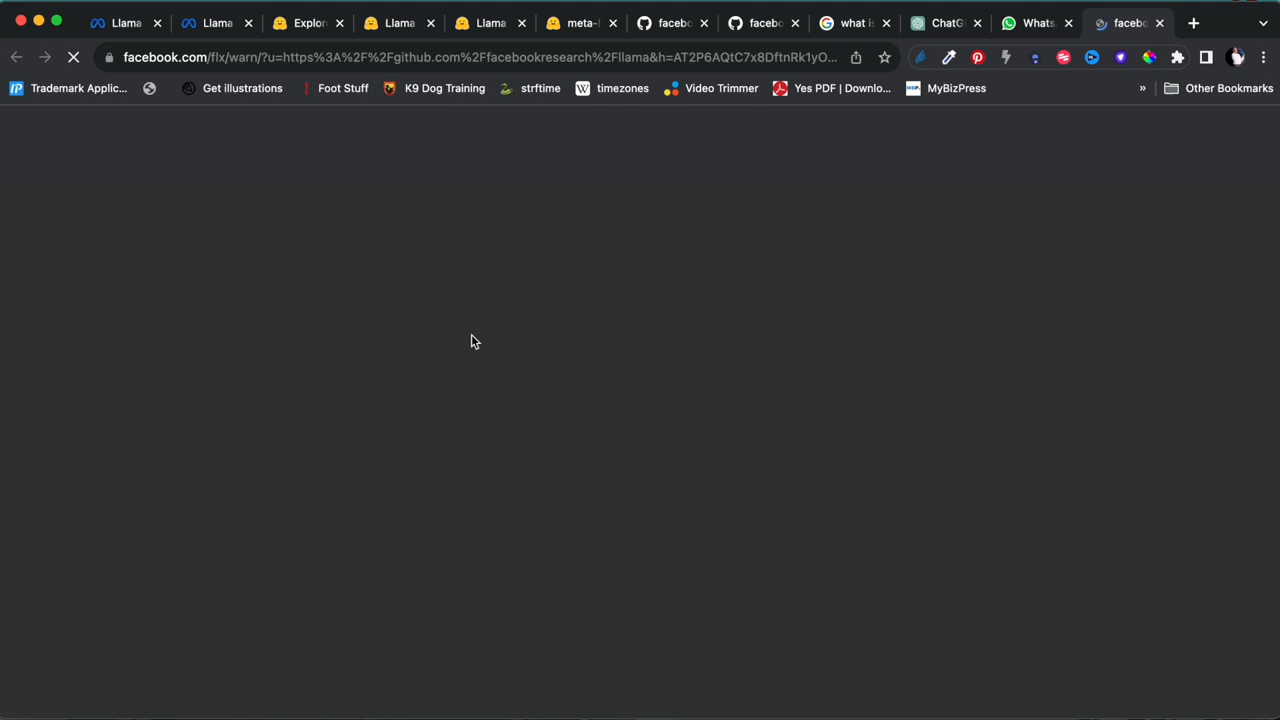 Llama Llama Explor Llama Llama meta-l facebo facebo what is ChatG WhatsA facebo
facebook.com/flx/warn/?u=https%3A%2F%2Fgithub.com%2Ffacebookresearch%2Fllama&h=AT2P6AQtC7x8DftnRk1yO...
Trademark Applic... Get illustrations Foot Stuff K9 Dog Training strftime timezones Video Trimmer Yes PDF | Downlo... MyBizPress » Other Bookmarks